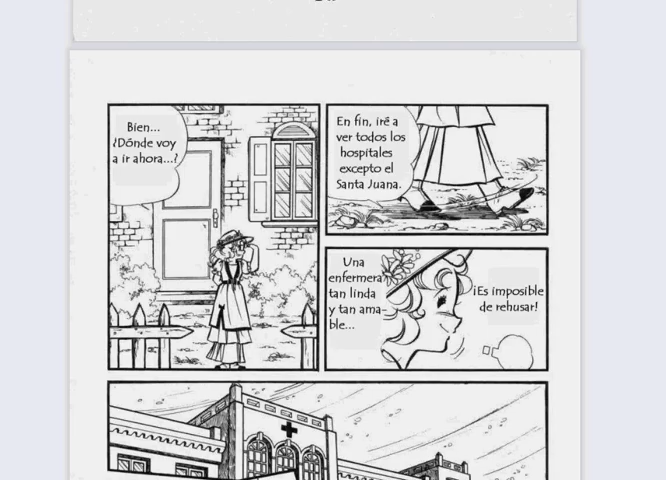 Bien...
¿Dónde voy
a ir ahora...?
En fin, iré a
ver todos los
hospitales
excepto el
Santa Juana.
Una
enfermera
tan linda
y tan ama
ble...
¡Es imposible
de rehusar!